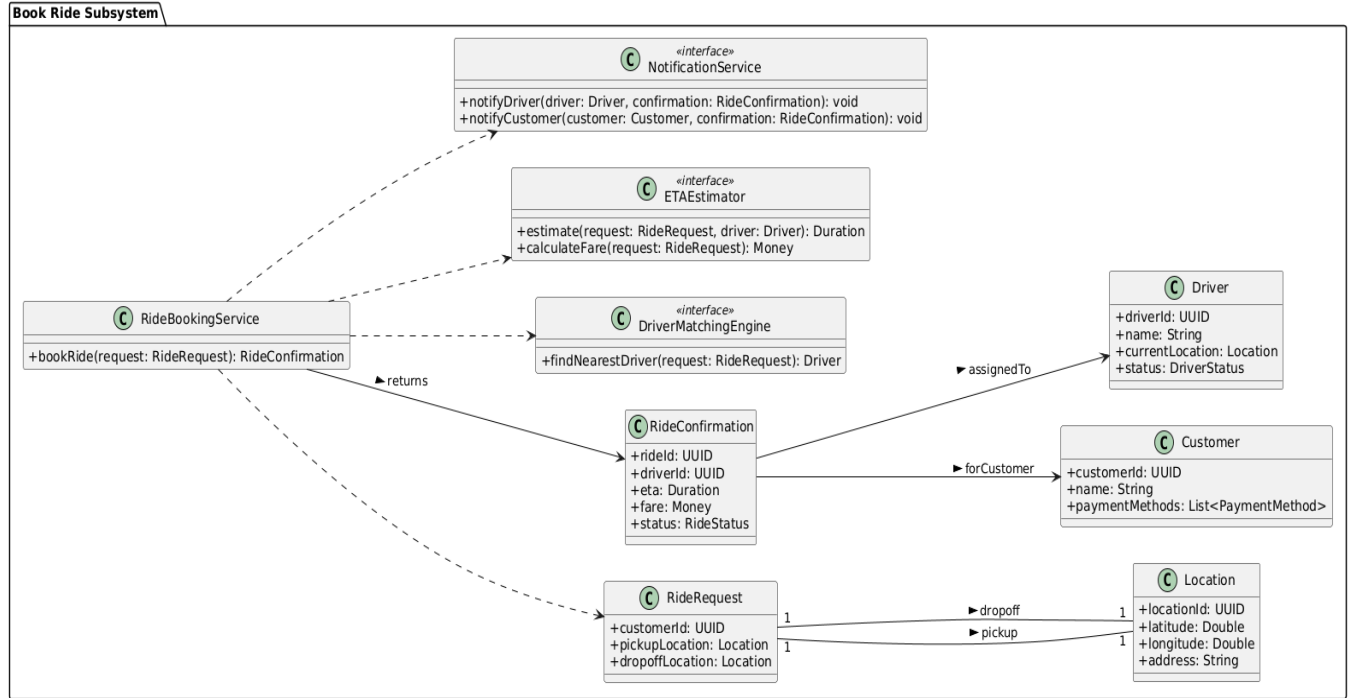 Book Ride Subsystem
C
«interface»
NotificationService
+notifyDriver(driver: Driver, confirmation: RideConfirmation): void
+notifyCustomer(customer: Customer, confirmation: RideConfirmation): void
C
«interface»
ETAEstimator
+estimate(request: RideRequest, driver: Driver): Duration
+calculateFare(request: RideRequest): Money
C RideBookingService
+bookRide(request: RideRequest): RideConfirmation
C
«interface»
DriverMatchingEngine
+findNearestDriver(request: RideRequest): Driver
C Driver
+driverId: UUID
+name: String
+currentLocation: Location
+status: DriverStatus
returns
assignedTo
C RideConfirmation
+rideId: UUID
+driverId: UUID
+eta: Duration
+fare: Money
+status: RideStatus
forCustomer
C Customer
+customerId: UUID
+name: String
+paymentMethods: List<PaymentMethod>
C RideRequest
+customerId: UUID
+pickupLocation: Location
+dropoffLocation: Location
1 dropoff 1
1 pickup 1
C Location
+locationId: UUID
+latitude: Double
+longitude: Double
+address: String